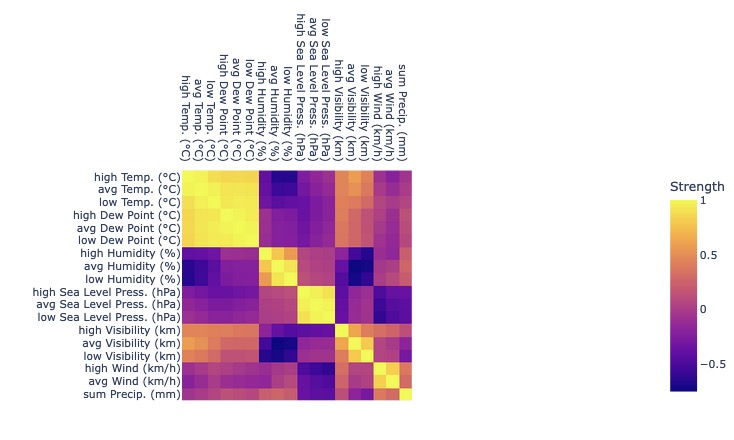 high Temp. (°C)
avg Temp. (°C)
low Temp. (°C)
high Dew Point (°C)
avg Dew Point (°C)
low Dew Point (°C)
high Humidity (%)
avg Humidity (%)
low Humidity (%)
high Sea Level Press. (hPa)
avg Sea Level Press. (hPa)
low Sea Level Press. (hPa)
high Visibility (km)
avg Visibility (km)
low Visibility (km)
high Wind (km/h)
avg Wind (km/h)
sum Precip. (mm)
high Temp. (°C)
avg Temp. (°C)
low Temp. (°C)
high Dew Point (°C)
avg Dew Point (°C)
low Dew Point (°C)
high Humidity (%)
avg Humidity (%)
low Humidity (%)
high Sea Level Press. (hPa)
avg Sea Level Press. (hPa)
low Sea Level Press. (hPa)
high Visibility (km)
avg Visibility (km)
low Visibility (km)
high Wind (km/h)
avg Wind (km/h)
sum Precip. (mm)
Strength
1
0.5
0
−0.5